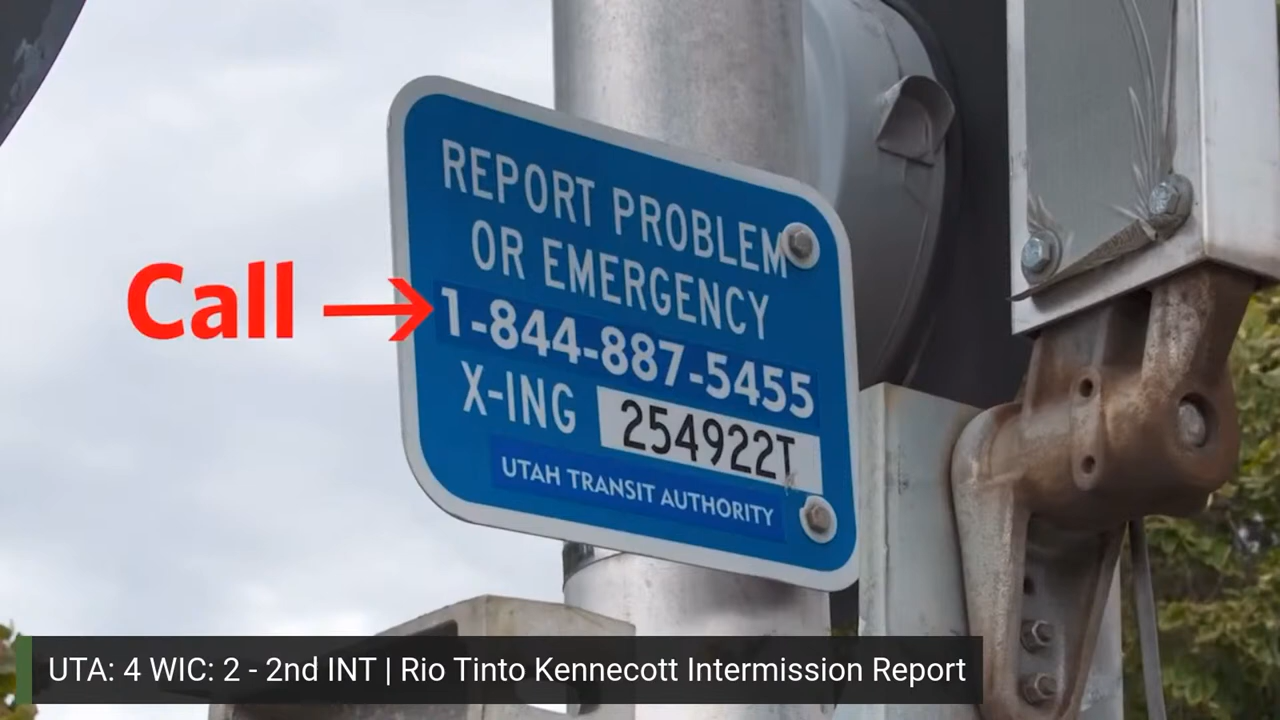 REPORT PROBLEM
OR EMERGENCY
Call → 1-844-887-5455
X-ING 254922T
UTAH TRANSIT AUTHORITY
UTA: 4 WIC: 2 - 2nd INT | Rio Tinto Kennecott Intermission Report